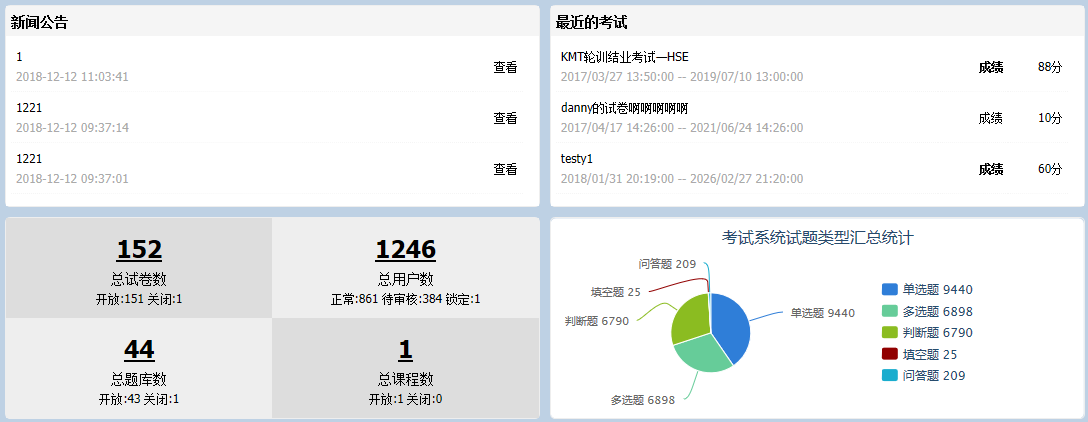 新闻公告
1
2018-12-12 11:03:41
查看
1221
2018-12-12 09:37:14
查看
1221
2018-12-12 09:37:01
查看
最近的考试
KMT轮训结业考试—HSE
2017/03/27 13:50:00 -- 2019/07/10 13:00:00
成绩 88分
danny的试卷啊啊啊啊啊
2017/04/17 14:26:00 -- 2021/06/24 14:26:00
成绩 10分
testy1
2018/01/31 20:19:00 -- 2026/02/27 21:20:00
成绩 60分
152
总试卷数
开放:151 关闭:1
1246
总用户数
正常:861 待审核:384 锁定:1
44
总题库数
开放:43 关闭:1
1
总课程数
开放:1 关闭:0
考试系统试题类型汇总统计
问答题 209
填空题 25
判断题 6790
单选题 9440
多选题 6898
单选题 9440
多选题 6898
判断题 6790
填空题 25
问答题 209